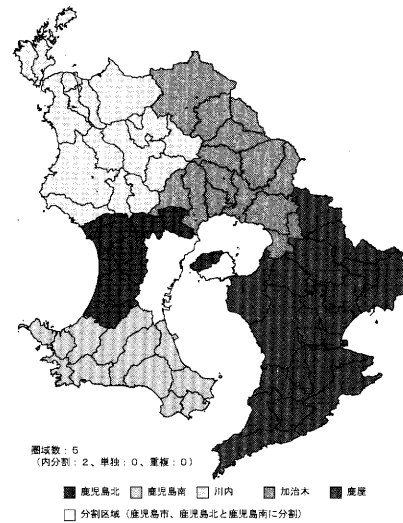 圏域数：5
（内分割：2、単独：0、重複：0）
鹿児島北 鹿児島南 川内 加治木 鹿屋
分割区域（鹿児島市、鹿児島北と鹿児島南に分割）